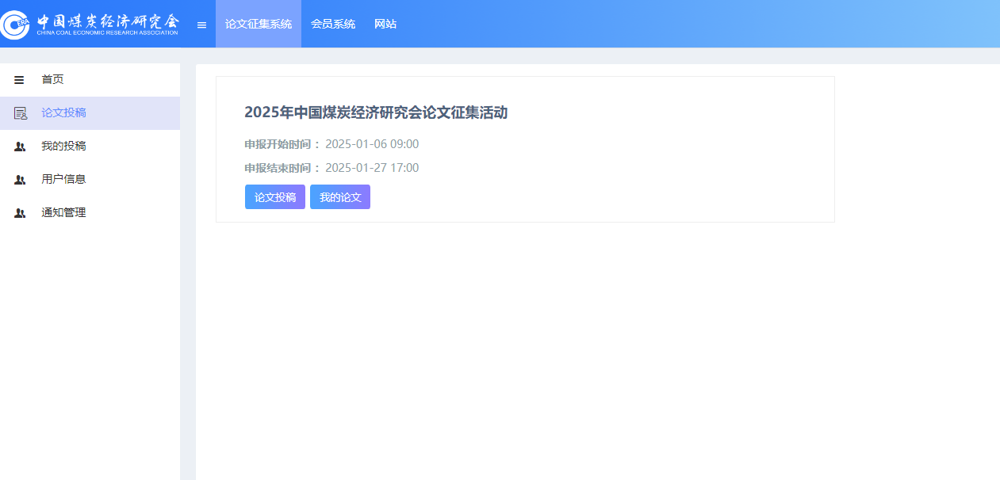 CERA
中国煤炭经济研究会
CHINA COAL ECONOMIC RESEARCH ASSOCIATION
论文征集系统 会员系统 网站
首页
论文投稿
我的投稿
用户信息
通知管理
2025年中国煤炭经济研究会论文征集活动
申报开始时间 ： 2025-01-06 09:00
申报结束时间 ： 2025-01-27 17:00
论文投稿 我的论文